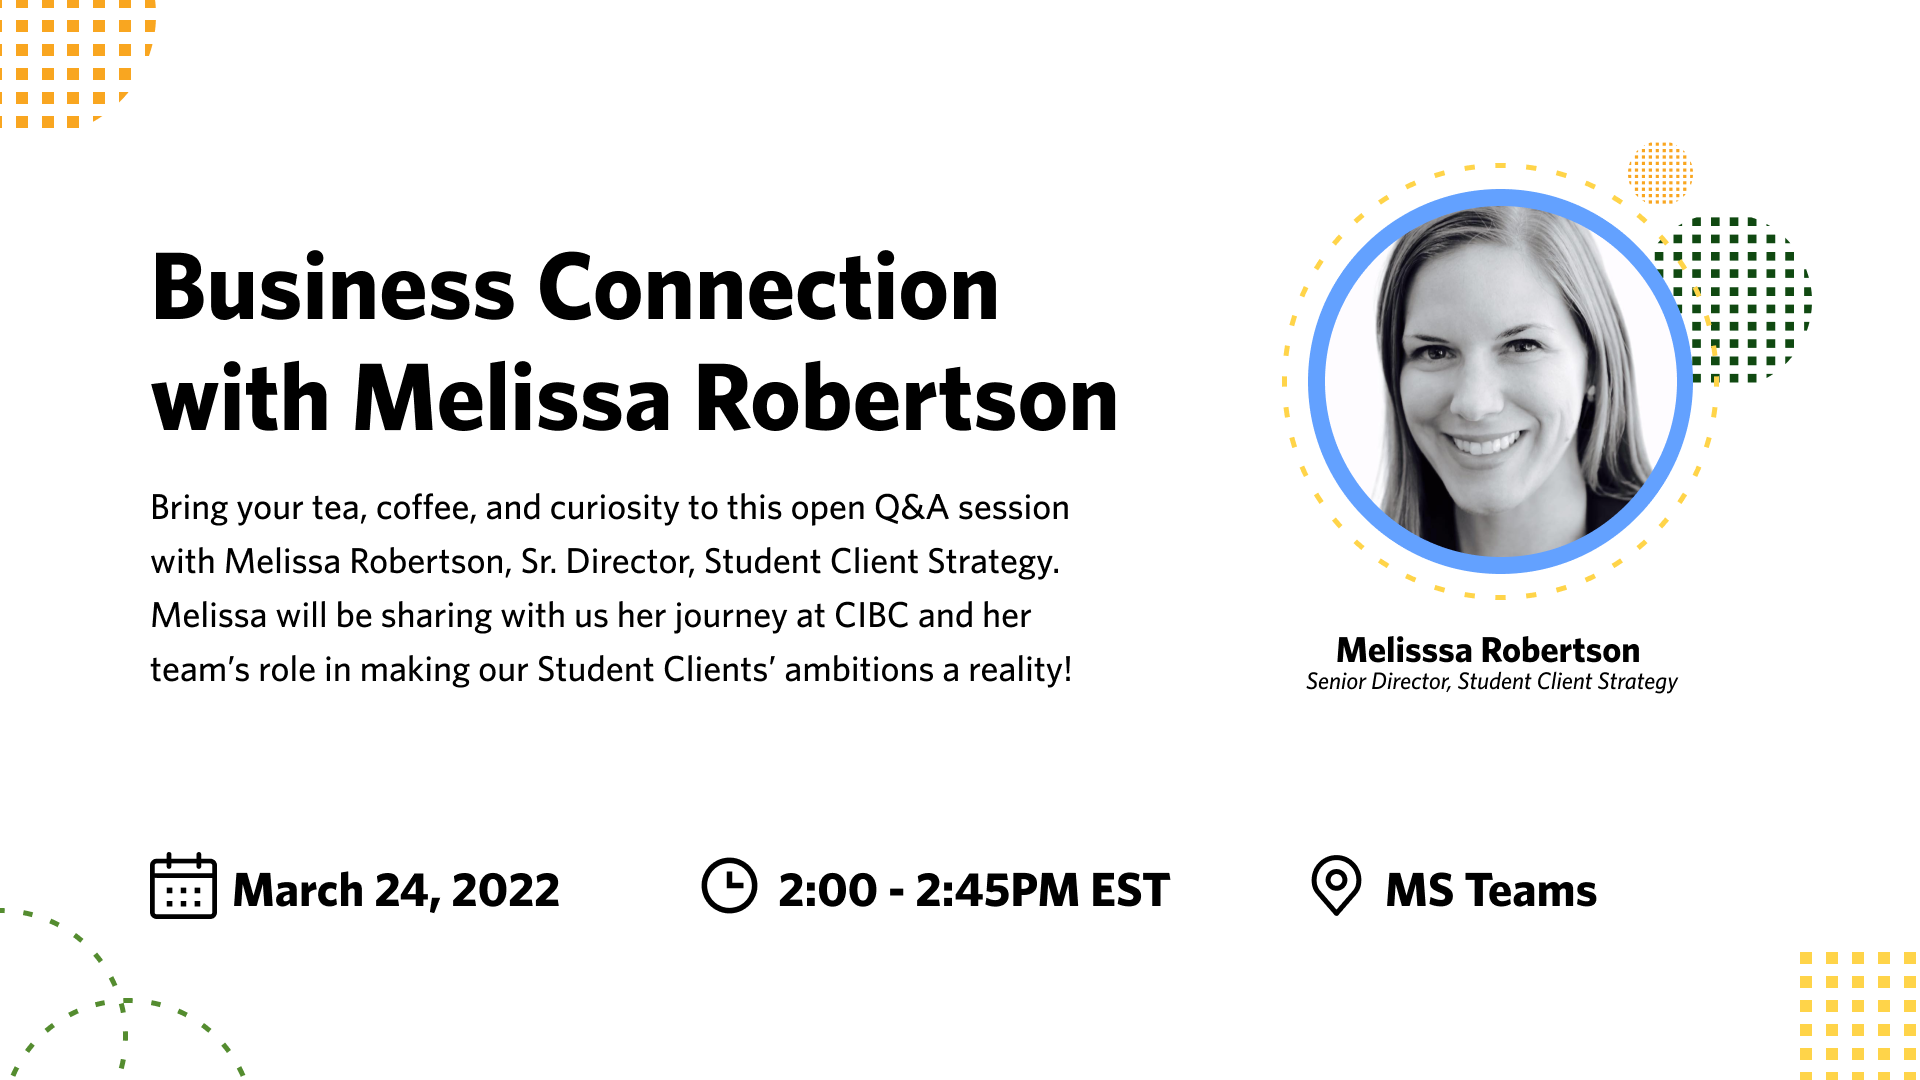 Business Connection
with Melissa Robertson
Bring your tea, coffee, and curiosity to this open Q&A session
with Melissa Robertson, Sr. Director, Student Client Strategy.
Melissa will be sharing with us her journey at CIBC and her
team’s role in making our Student Clients’ ambitions a reality!
Melisssa Robertson
Senior Director, Student Client Strategy
March 24, 2022
2:00 - 2:45PM EST
MS Teams